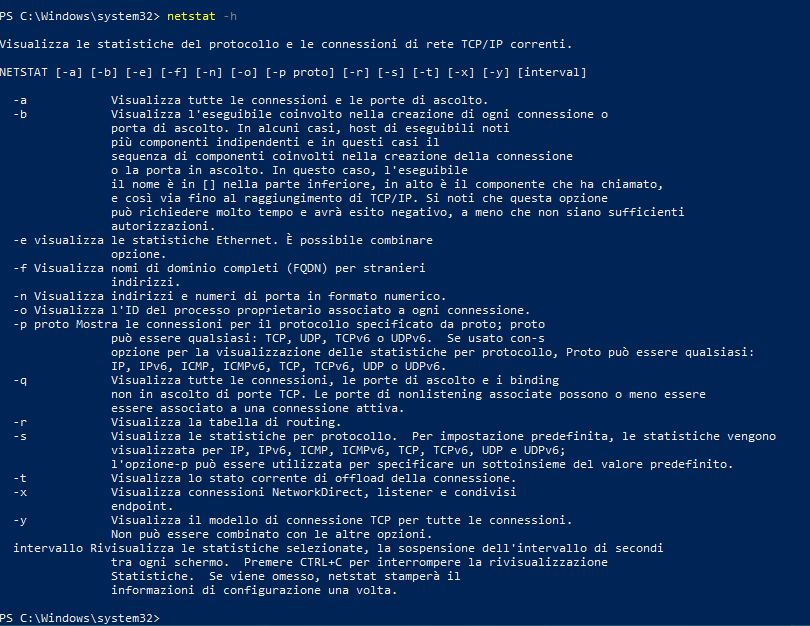 PS C:\Windows\system32> netstat -h
Visualizza le statistiche del protocollo e le connessioni di rete TCP/IP correnti.
NETSTAT [-a] [-b] [-e] [-f] [-n] [-o] [-p proto] [-r] [-s] [-t] [-x] [-y] [interval]
-a Visualizza tutte le connessioni e le porte di ascolto.
-b Visualizza l'eseguibile coinvolto nella creazione di ogni connessione o
porta di ascolto. In alcuni casi, host di eseguibili noti
più componenti indipendenti e in questi casi il
sequenza di componenti coinvolti nella creazione della connessione
o la porta in ascolto. In questo caso, l'eseguibile
il nome è in [] nella parte inferiore, in alto è il componente che ha chiamato,
e così via fino al raggiungimento di TCP/IP. Si noti che questa opzione
può richiedere molto tempo e avrà esito negativo, a meno che non siano sufficienti
autorizzazioni.
-e visualizza le statistiche Ethernet. È possibile combinare
opzione.
-f Visualizza nomi di dominio completi (FQDN) per stranieri
indirizzi.
-n Visualizza indirizzi e numeri di porta in formato numerico.
-o Visualizza l'ID del processo proprietario associato a ogni connessione.
-p proto Mostra le connessioni per il protocollo specificato da proto; proto
può essere qualsiasi: TCP, UDP, TCPv6 o UDPv6.  Se usato con-s
opzione per la visualizzazione delle statistiche per protocollo, Proto può essere qualsiasi:
IP, IPv6, ICMP, ICMPv6, TCP, TCPv6, UDP o UDPv6.
-q Visualizza tutte le connessioni, le porte di ascolto e i binding
non in ascolto di porte TCP. Le porte di nonlistening associate possono o meno essere
essere associato a una connessione attiva.
-r Visualizza la tabella di routing.
-s Visualizza le statistiche per protocollo.  Per impostazione predefinita, le statistiche vengono
visualizzata per IP, IPv6, ICMP, ICMPv6, TCP, TCPv6, UDP e UDPv6;
l'opzione-p può essere utilizzata per specificare un sottoinsieme del valore predefinito.
-t Visualizza lo stato corrente di offload della connessione.
-x Visualizza connessioni NetworkDirect, listener e condivisi
endpoint.
-y Visualizza il modello di connessione TCP per tutte le connessioni.
Non può essere combinato con le altre opzioni.
intervallo Rivisualizza le statistiche selezionate, la sospensione dell'intervallo di secondi
tra ogni schermo.  Premere CTRL+C per interrompere la rivisualizzazione
Statistiche.  Se viene omesso, netstat stamperà il
informazioni di configurazione una volta.
PS C:\Windows\system32>